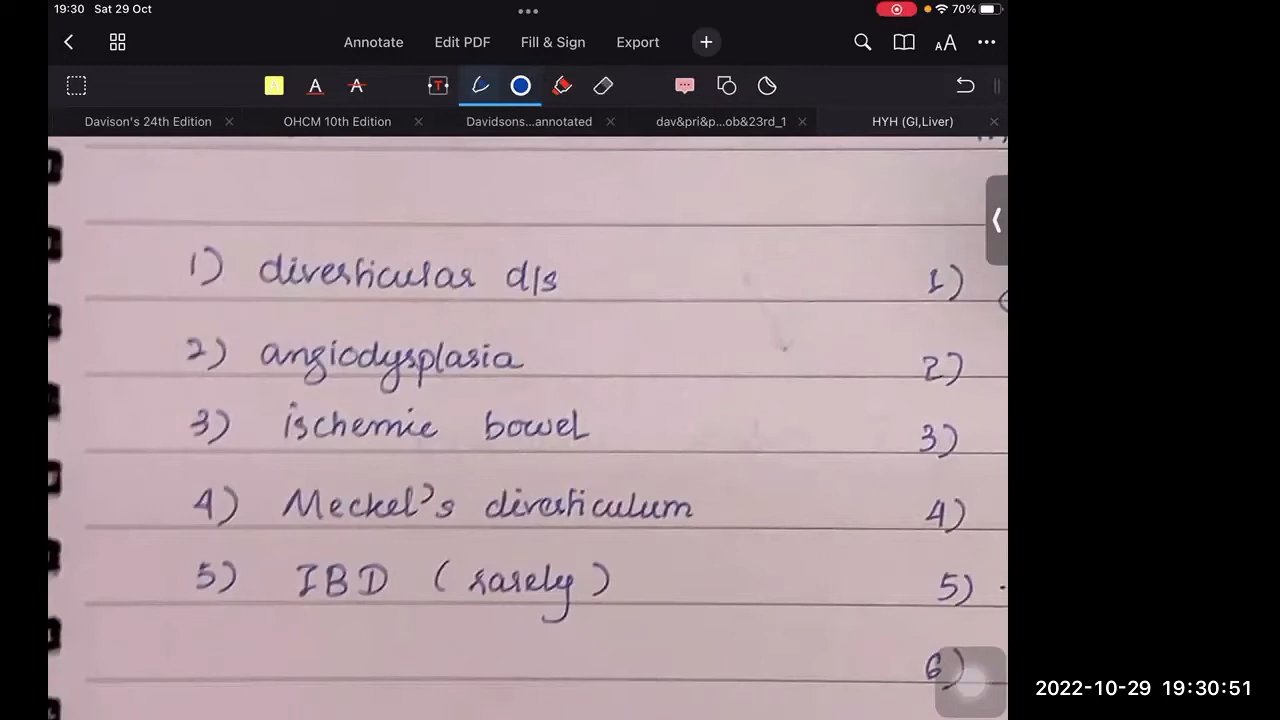 19:30 Sat 29 Oct
70%
Annotate Edit PDF Fill & Sign Export
AA
Davison's 24th Edition OHCM 10th Edition Davidsons...annotated dav&pri&p...ob&23rd_1 HYH (GI,Liver)
1) diverticular d/s 1)
2) angiodysplasia 2)
3) ischemic bowel 3)
4) Meckel's diverticulum 4)
5) IBD (rarely) 5)
6)
2022-10-29 19:30:51